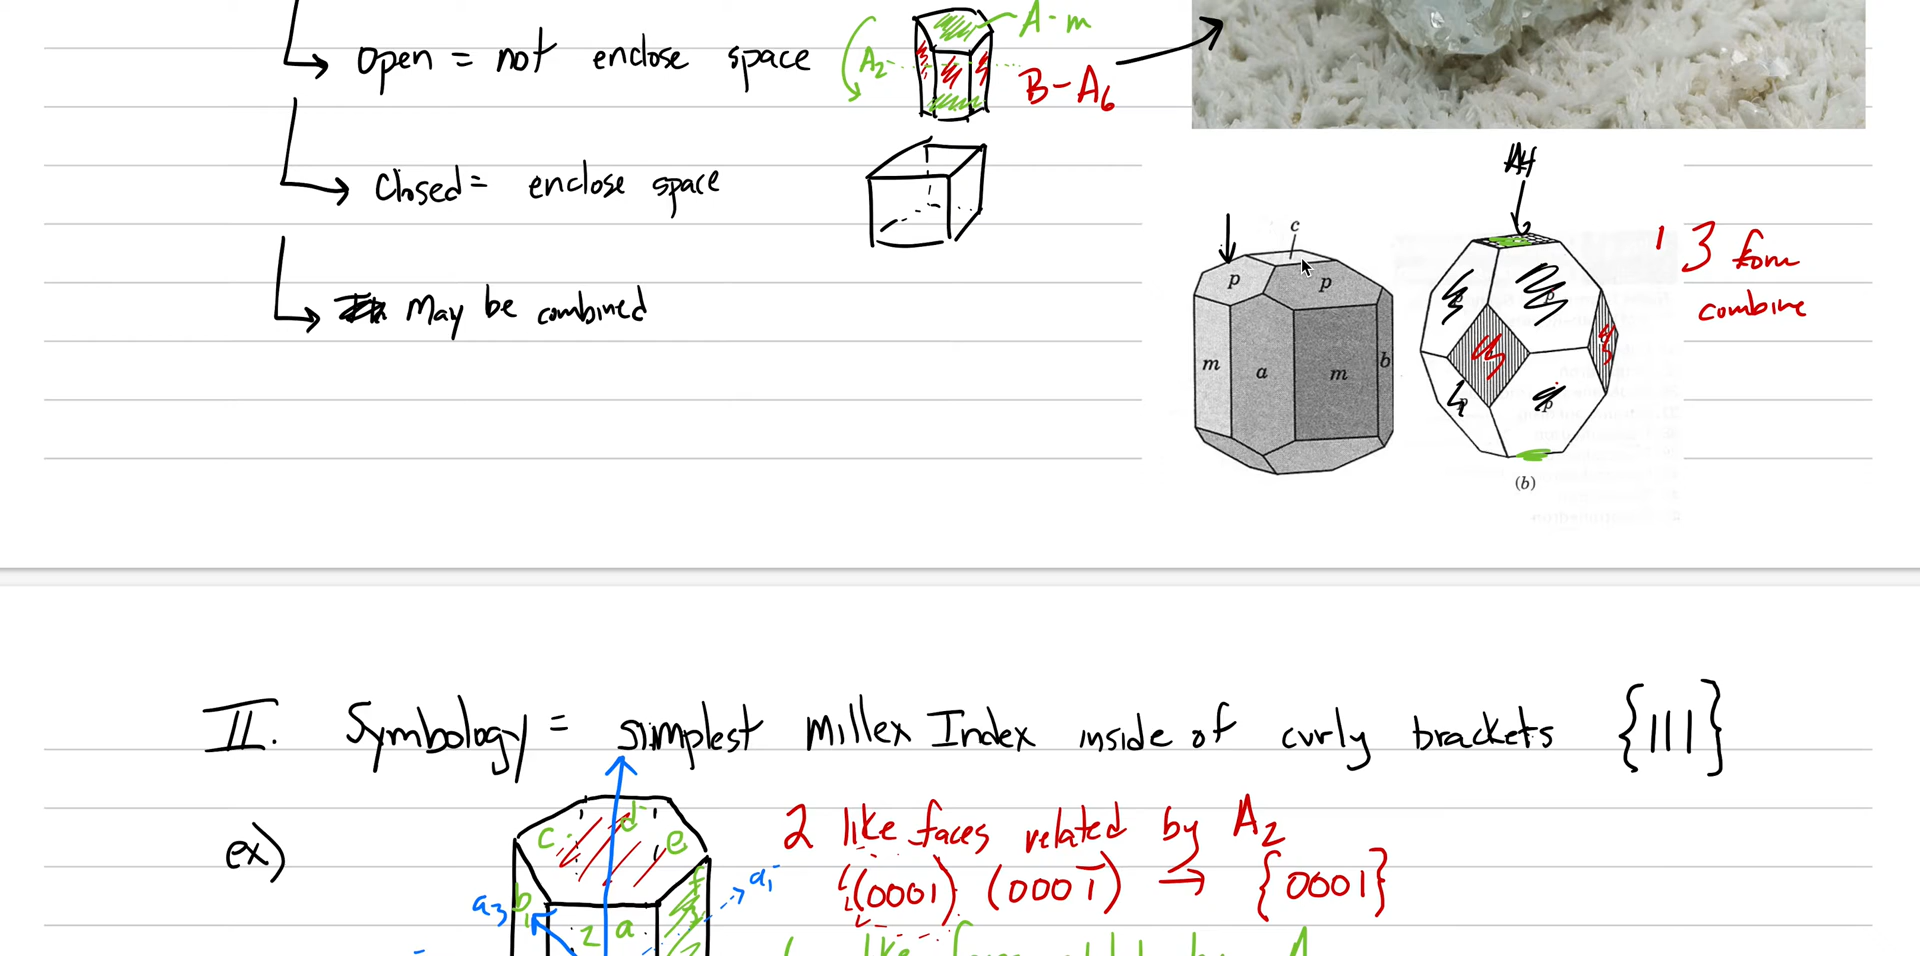 Open = not enclose space
A2
A - m
B - A6
Closed = enclose space
May be combined
A4
c
p p
m a m b
p p
p p
(b)
3 form
combine
II. Symbology = simplest Miller Index inside of curly brackets {111}
ex)
c d e
a3 b a
a1
2 like faces related by A2
(0001) (0001̅) → {0001}
like